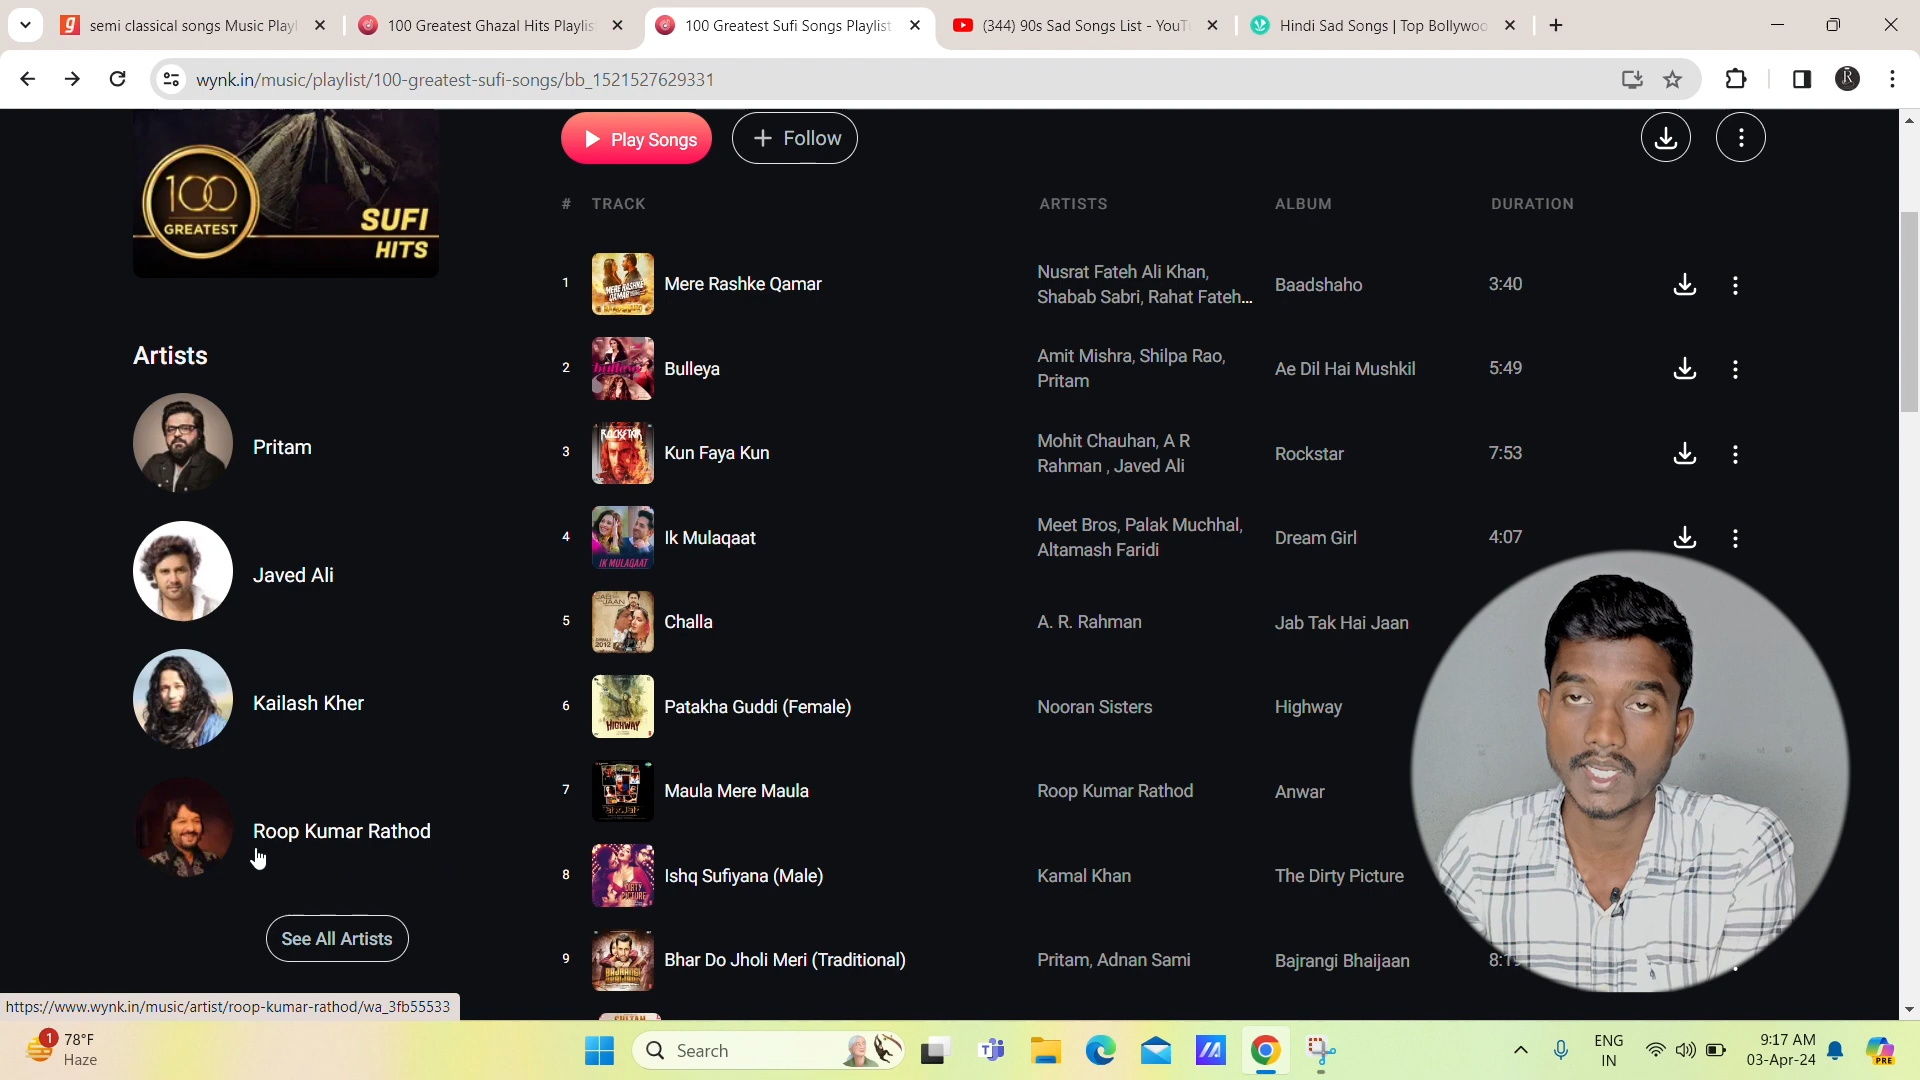 semi classical songs Music Playl
100 Greatest Ghazal Hits Playlis
100 Greatest Sufi Songs Playlist
(344) 90s Sad Songs List - YouT
Hindi Sad Songs | Top Bollywoo
wynk.in/music/playlist/100-greatest-sufi-songs/bb_1521527629331
100
GREATEST
SUFI
HITS
Play Songs
Follow
# TRACK ARTISTS ALBUM DURATION
1 Mere Rashke Qamar Nusrat Fateh Ali Khan, Shabab Sabri, Rahat Fateh... Baadshaho 3:40
2 Bulleya Amit Mishra, Shilpa Rao, Pritam Ae Dil Hai Mushkil 5:49
3 Kun Faya Kun Mohit Chauhan, A R Rahman , Javed Ali Rockstar 7:53
4 Ik Mulaqaat Meet Bros, Palak Muchhal, Altamash Faridi Dream Girl 4:07
5 Challa A. R. Rahman Jab Tak Hai Jaan
6 Patakha Guddi (Female) Nooran Sisters Highway
7 Maula Mere Maula Roop Kumar Rathod Anwar
8 Ishq Sufiyana (Male) Kamal Khan The Dirty Picture
9 Bhar Do Jholi Meri (Traditional) Pritam, Adnan Sami Bajrangi Bhaijaan
Artists
Pritam
Javed Ali
Kailash Kher
Roop Kumar Rathod
See All Artists
https://www.wynk.in/music/artist/roop-kumar-rathod/wa_3fb55533
1
78°F
Haze
Search
ENG
IN
9:17 AM
03-Apr-24
PRE